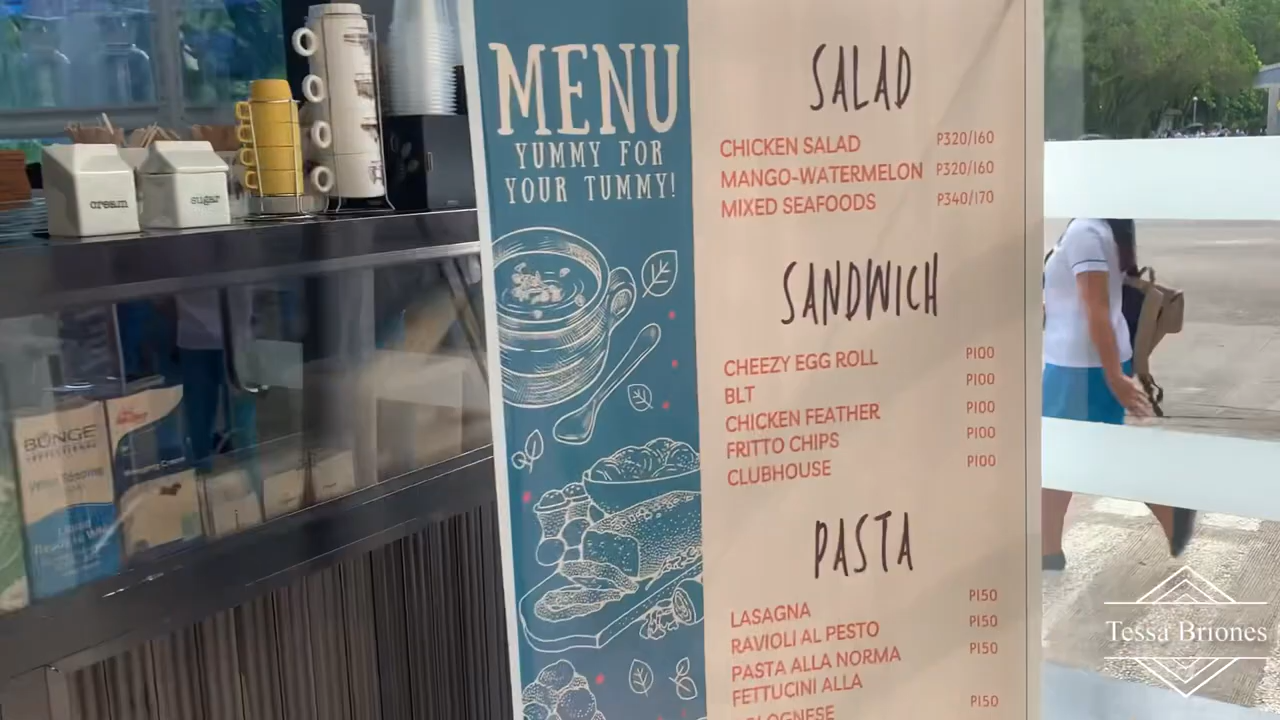 MENU
YUMMY FOR
YOUR TUMMY!
SALAD
CHICKEN SALAD P320/160
MANGO-WATERMELON P320/160
MIXED SEAFOODS P340/170
SANDWICH
CHEEZY EGG ROLL P100
BLT P100
CHICKEN FEATHER P100
FRITTO CHIPS P100
CLUBHOUSE P100
PASTA
LASAGNA P150
RAVIOLI AL PESTO P150
PASTA ALLA NORMA P150
FETTUCINI ALLA
BOLOGNESE P150
cream
sugar
BUNGE
Tessa Briones